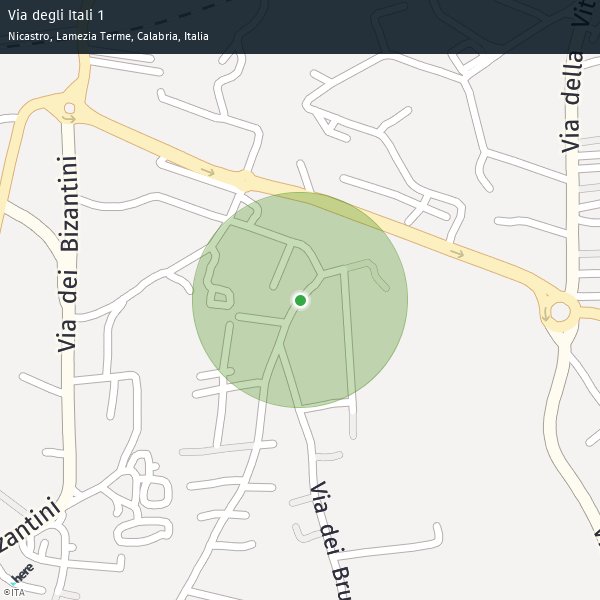 Via degli Itali 1
Nicastro, Lamezia Terme, Calabria, Italia
Via della Vit
Via dei Bizantini
zantini
Via dei Bru
here
©ITA